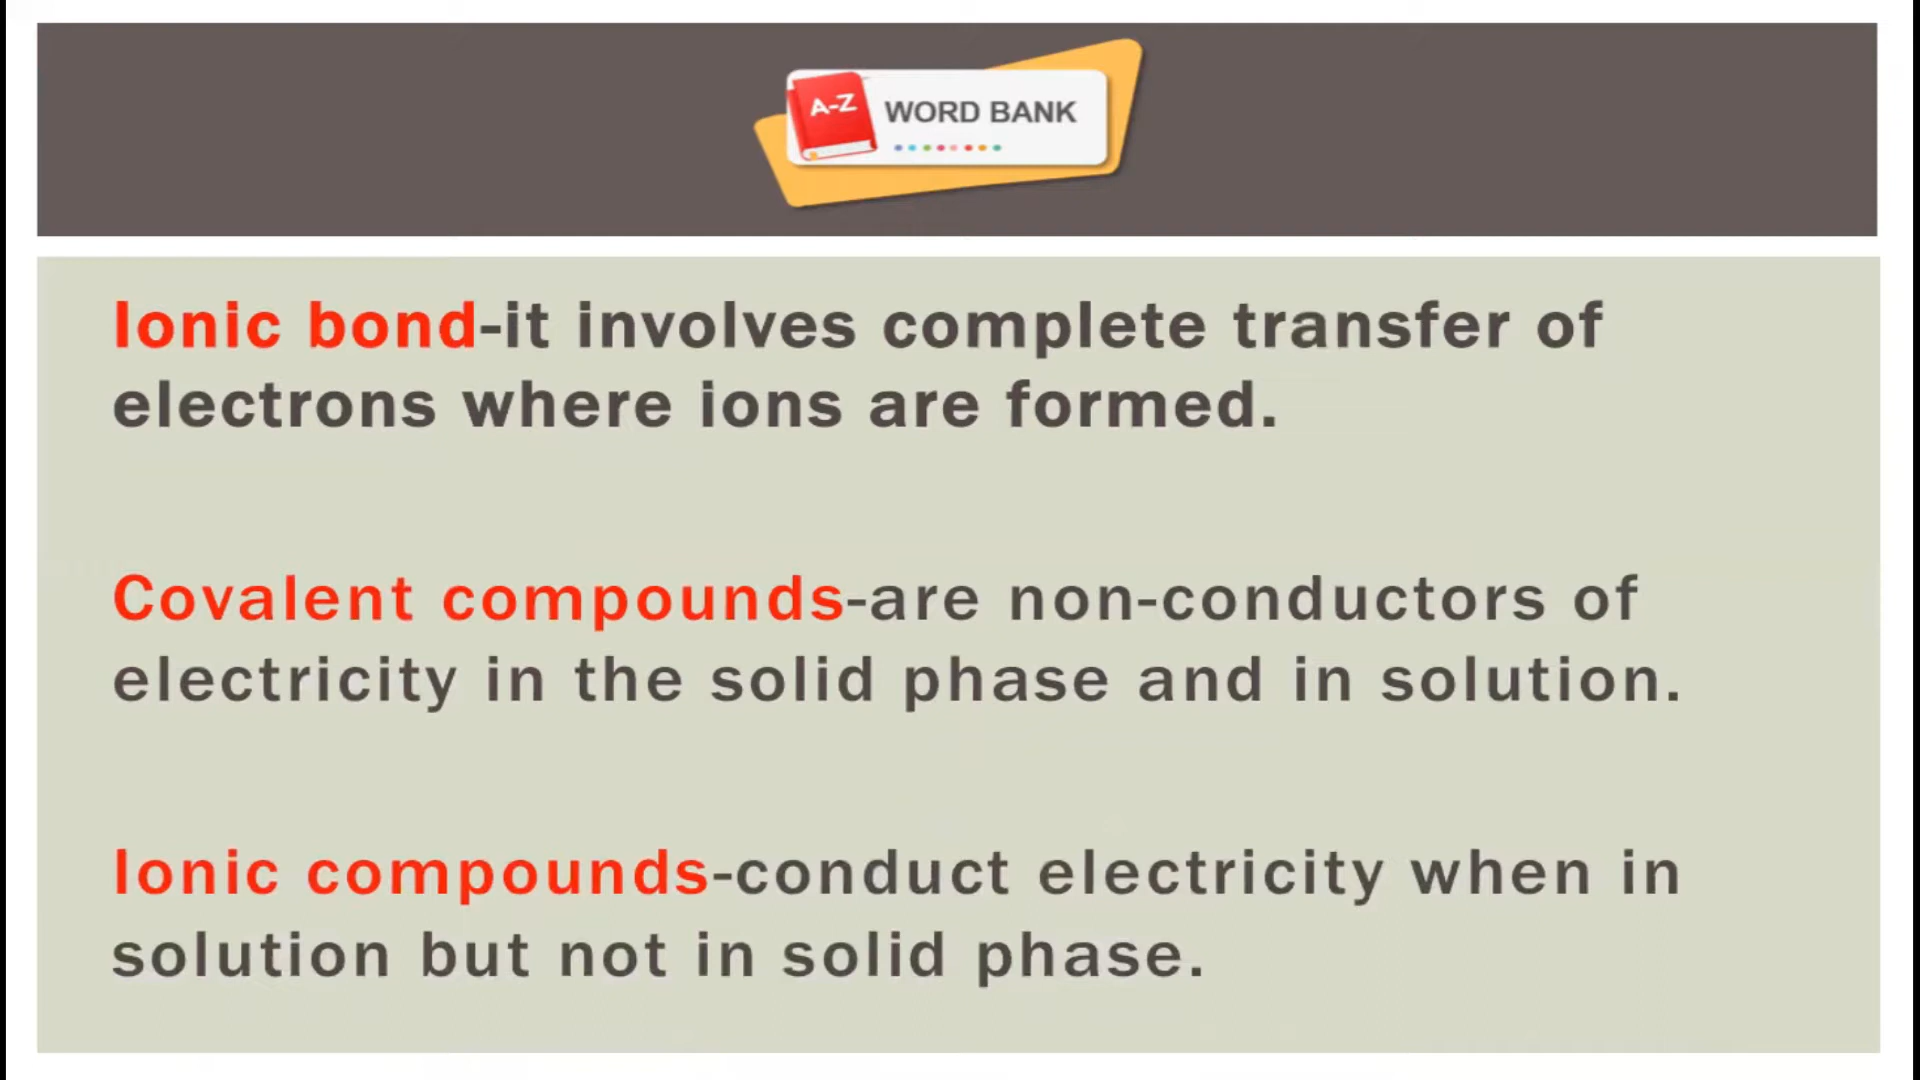 A-Z
WORD BANK
Ionic bond-it involves complete transfer of
electrons where ions are formed.
Covalent compounds-are non-conductors of
electricity in the solid phase and in solution.
Ionic compounds-conduct electricity when in
solution but not in solid phase.